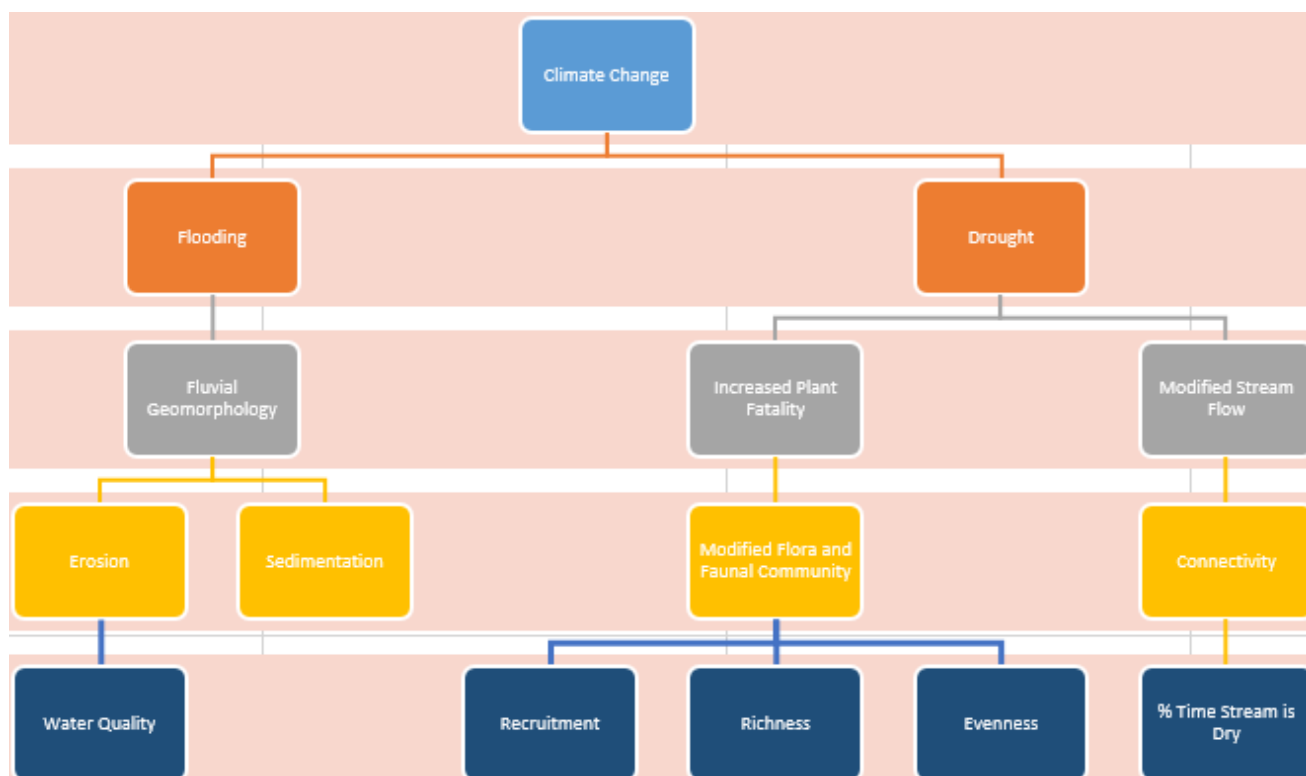 Climate Change
Flooding
Drought
Fluvial
Geomorphology
Increased Plant
Fatality
Modified Stream
Flow
Erosion
Sedimentation
Modified Flora and
Faunal Community
Connectivity
Water Quality
Recruitment
Richness
Evenness
% Time Stream is
Dry